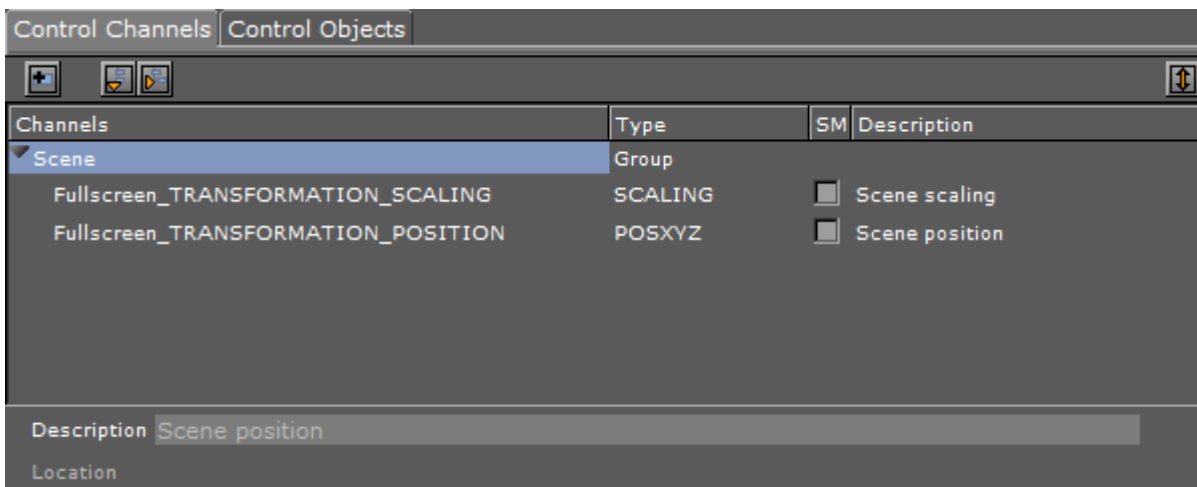 Control Channels Control Objects
Channels Type SM Description
Scene Group
Fullscreen_TRANSFORMATION_SCALING SCALING Scene scaling
Fullscreen_TRANSFORMATION_POSITION POSXYZ Scene position
Description Scene position
Location